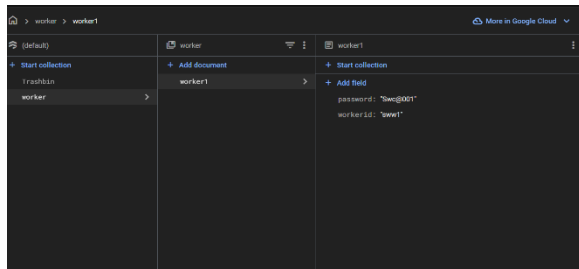 > worker > worker1
More in Google Cloud
(default)
+ Start collection
Trashbin
worker
worker
+ Add document
worker1
worker1
+ Start collection
+ Add field
password: "Swc@001"
workerid: "sww1"